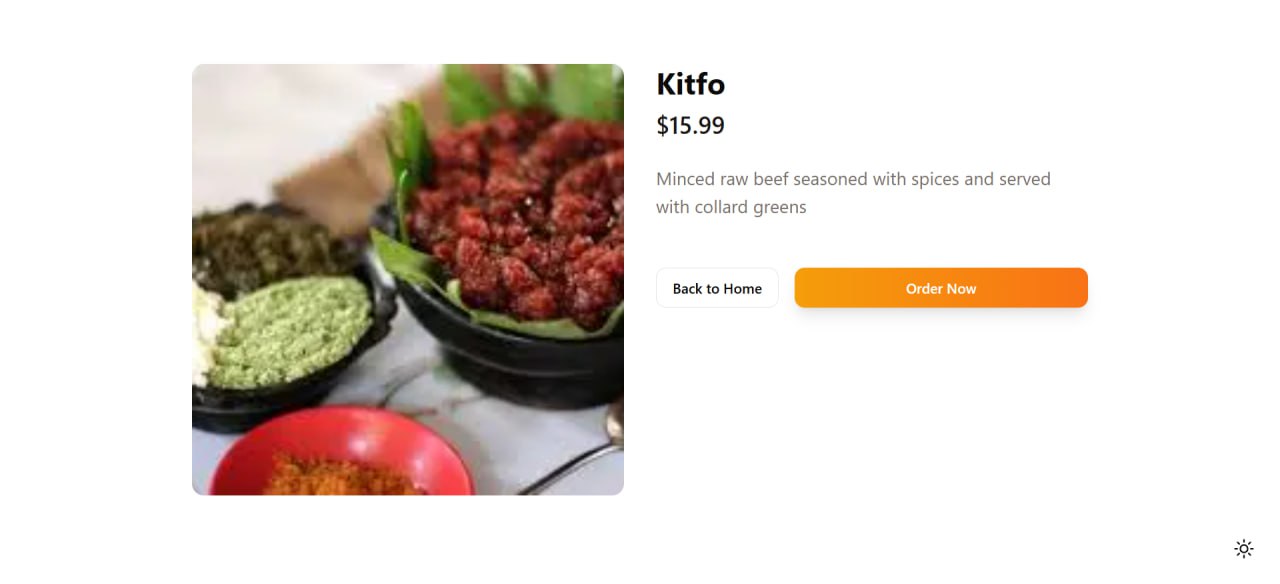 Kitfo
$15.99
Minced raw beef seasoned with spices and served
with collard greens
Back to Home
Order Now